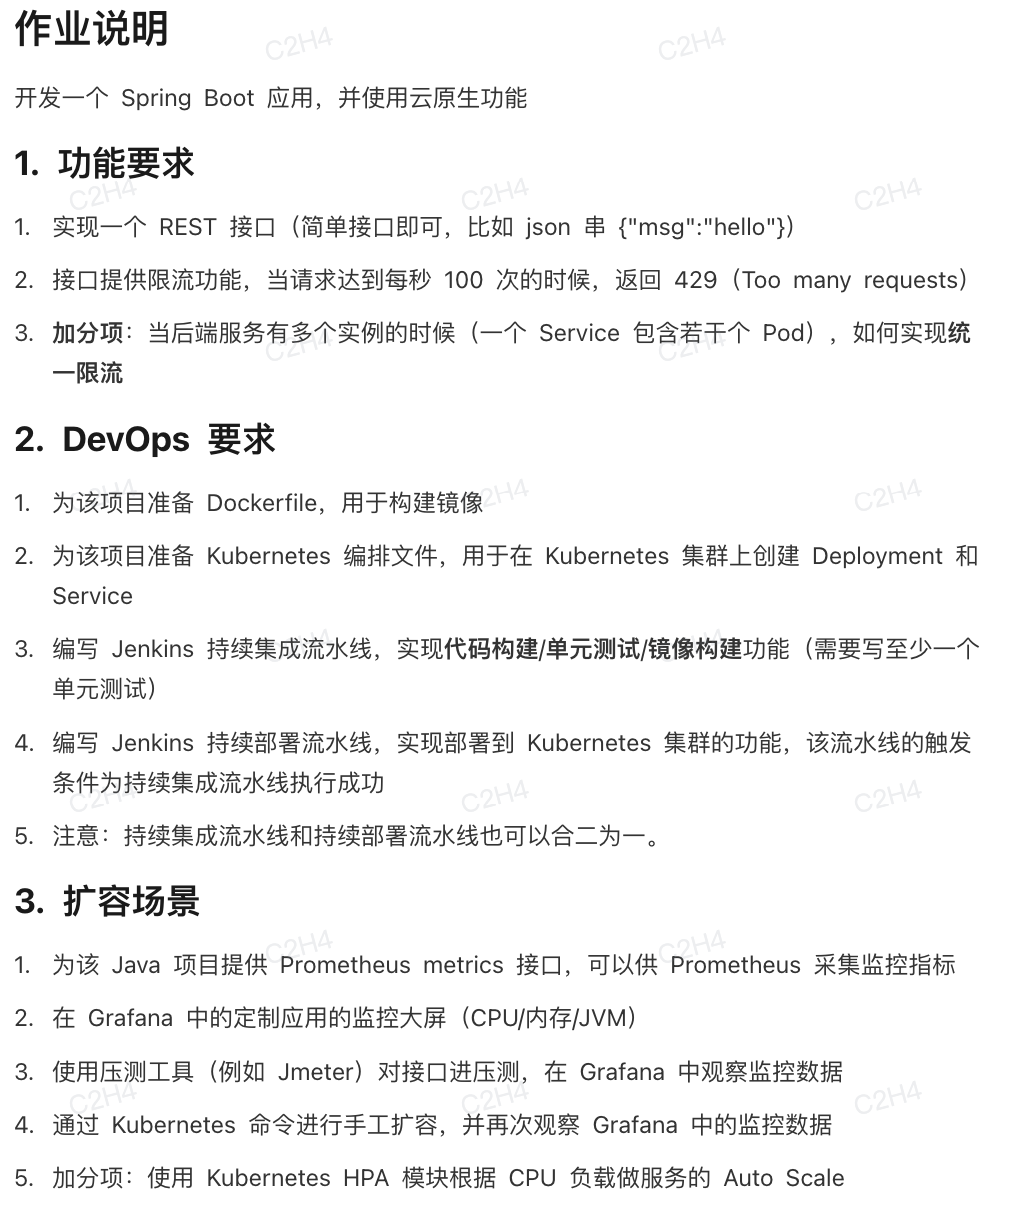 作业说明
开发一个 Spring Boot 应用，并使用云原生功能
1. 功能要求
1. 实现一个 REST 接口（简单接口即可，比如 json 串 {"msg":"hello"}）
2. 接口提供限流功能，当请求达到每秒 100 次的时候，返回 429（Too many requests）
3. 加分项：当后端服务有多个实例的时候（一个 Service 包含若干个 Pod），如何实现统
一限流
2. DevOps 要求
1. 为该项目准备 Dockerfile，用于构建镜像
2. 为该项目准备 Kubernetes 编排文件，用于在 Kubernetes 集群上创建 Deployment 和
Service
3. 编写 Jenkins 持续集成流水线，实现代码构建/单元测试/镜像构建功能（需要写至少一个
单元测试）
4. 编写 Jenkins 持续部署流水线，实现部署到 Kubernetes 集群的功能，该流水线的触发
条件为持续集成流水线执行成功
5. 注意：持续集成流水线和持续部署流水线也可以合二为一。
3. 扩容场景
1. 为该 Java 项目提供 Prometheus metrics 接口，可以供 Prometheus 采集监控指标
2. 在 Grafana 中的定制应用的监控大屏（CPU/内存/JVM）
3. 使用压测工具（例如 Jmeter）对接口进压测，在 Grafana 中观察监控数据
4. 通过 Kubernetes 命令进行手工扩容，并再次观察 Grafana 中的监控数据
5. 加分项：使用 Kubernetes HPA 模块根据 CPU 负载做服务的 Auto Scale
C2H4